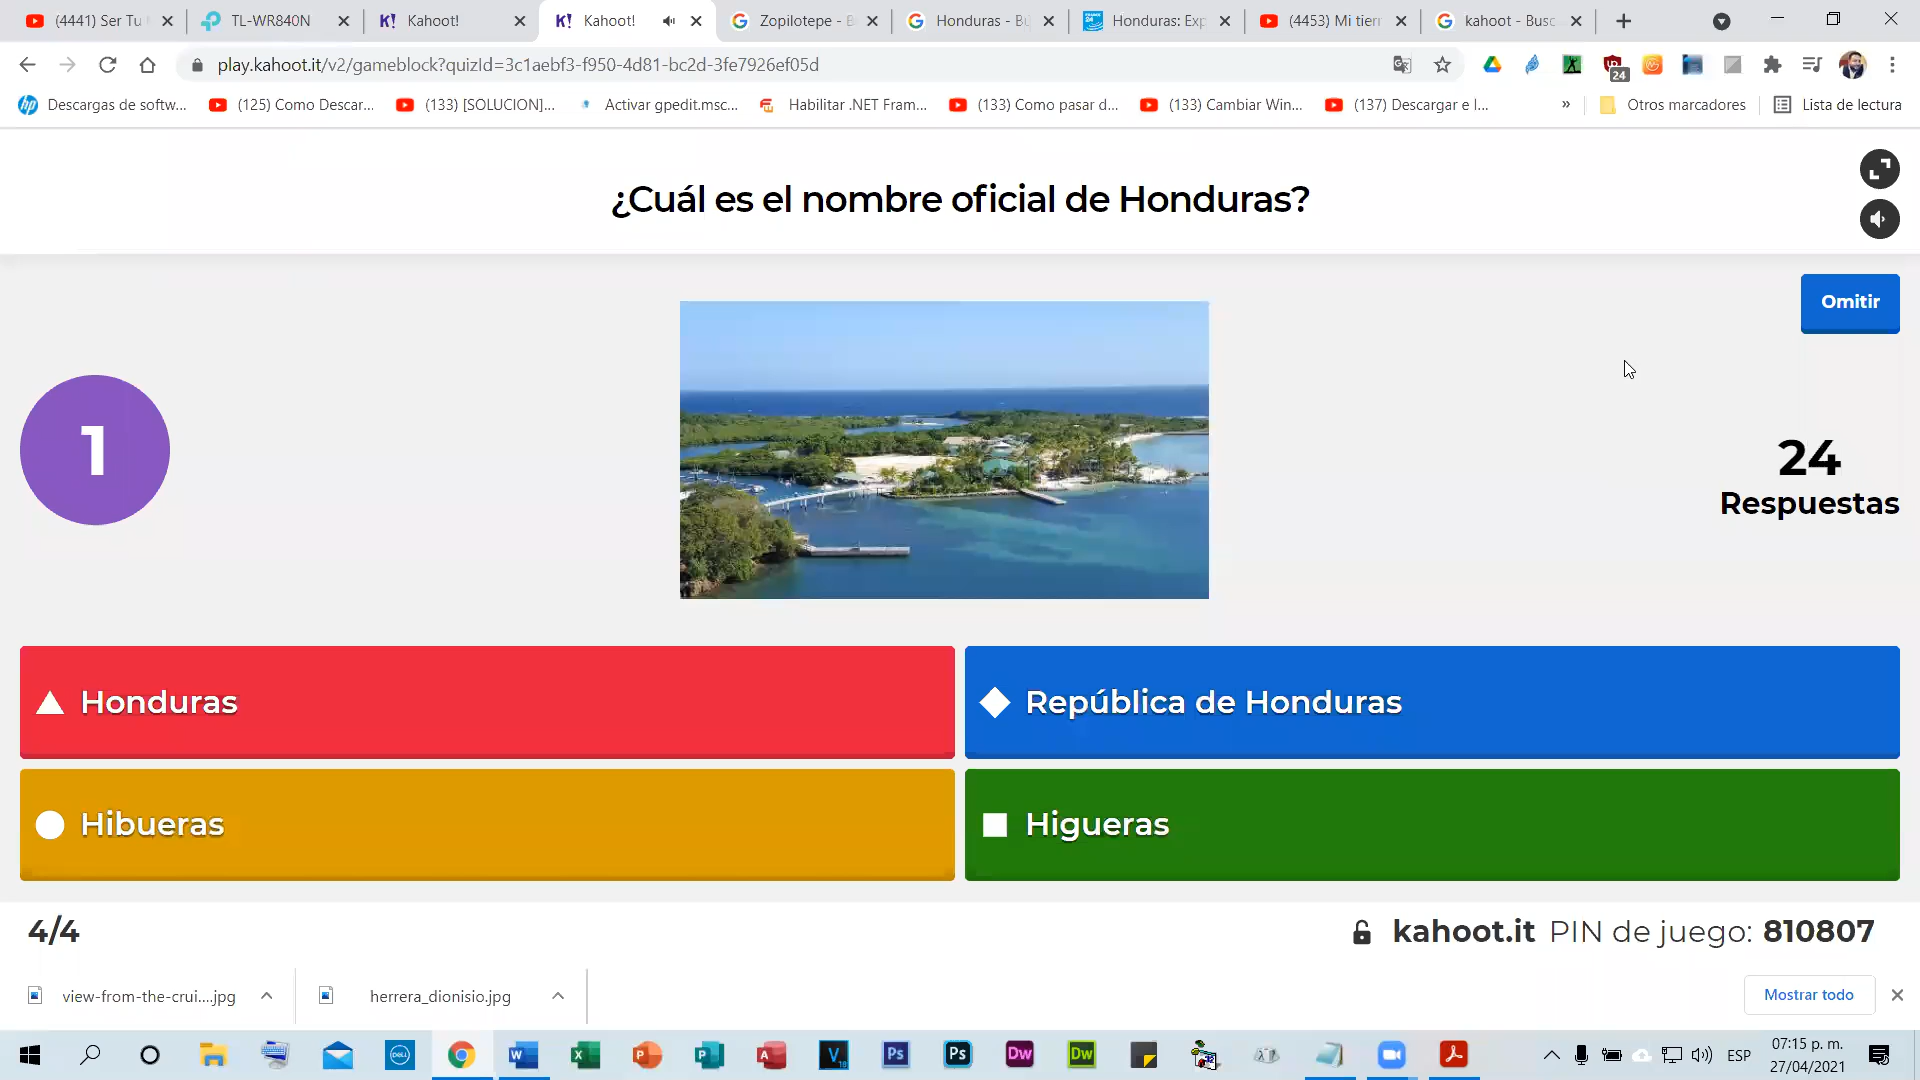 (4441) Ser Tu
TL-WR840N
Kahoot!
Kahoot!
Zopilotepe - B
Honduras - Bú
Honduras: Exp
(4453) Mi tierr
kahoot - Busc
play.kahoot.it/v2/gameblock?quizId=3c1aebf3-f950-4d81-bc2d-3fe7926ef05d
24
Descargas de softw...
(125) Como Descar...
(133) [SOLUCION]...
Activar gpedit.msc...
Habilitar .NET Fram...
(133) Como pasar d...
(133) Cambiar Win...
(137) Descargar e I...
»
Otros marcadores
Lista de lectura
¿Cuál es el nombre oficial de Honduras?
Omitir
1
24
Respuestas
Honduras
República de Honduras
Hibueras
Higueras
4/4
kahoot.it PIN de juego: 810807
view-from-the-crui....jpg
herrera_dionisio.jpg
Mostrar todo
ESP
07:15 p. m.
27/04/2021